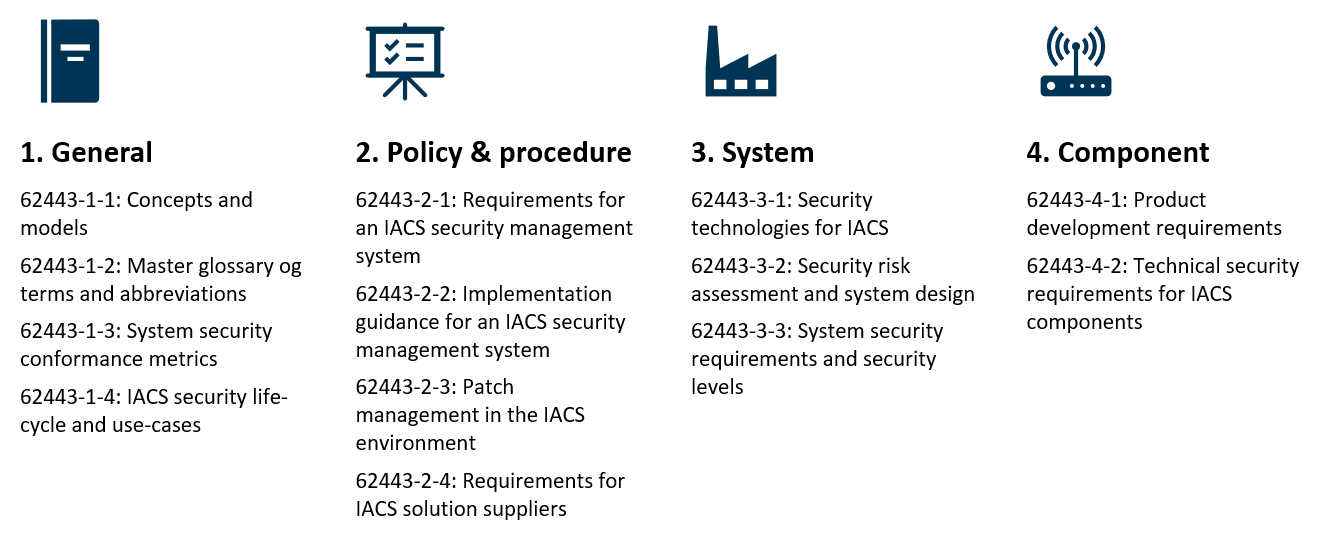 1. General
62443-1-1: Concepts and
models
62443-1-2: Master glossary og
terms and abbreviations
62443-1-3: System security
conformance metrics
62443-1-4: IACS security life-
cycle and use-cases
2. Policy & procedure
62443-2-1: Requirements for
an IACS security management
system
62443-2-2: Implementation
guidance for an IACS security
management system
62443-2-3: Patch
management in the IACS
environment
62443-2-4: Requirements for
IACS solution suppliers
3. System
62443-3-1: Security
technologies for IACS
62443-3-2: Security risk
assessment and system design
62443-3-3: System security
requirements and security
levels
4. Component
62443-4-1: Product
development requirements
62443-4-2: Technical security
requirements for IACS
components